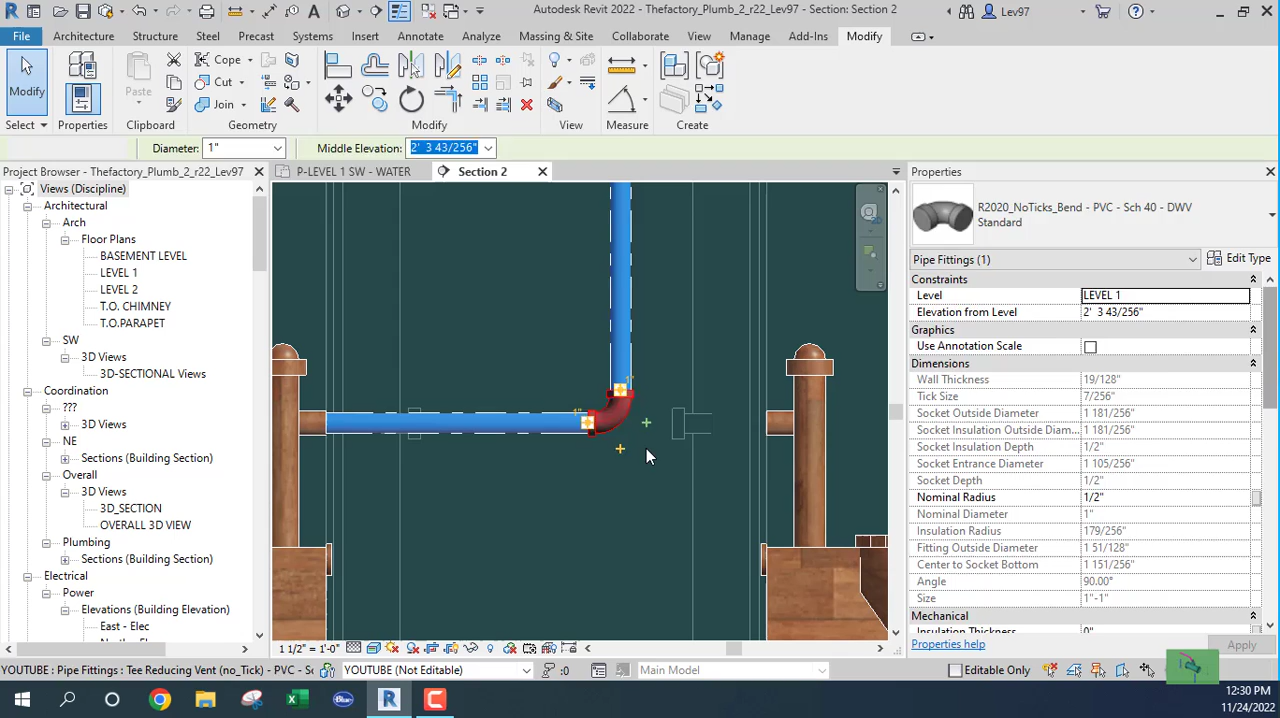 Autodesk Revit 2022 - Thefactory_Plumb_2_r22_Lev97 - Section: Section 2
Lev97
File
Architecture
Structure
Steel
Precast
Systems
Insert
Annotate
Analyze
Massing & Site
Collaborate
View
Manage
Add-Ins
Modify
Modify
Paste
Cope
Cut
Join
Select
Properties
Clipboard
Geometry
Modify
View
Measure
Create
Diameter: 1"
Middle Elevation: 2' 3 43/256"
Project Browser - Thefactory_Plumb_2_r22_Lev97
P-LEVEL 1 SW - WATER
Section 2
Properties
Views (Discipline)
Architectural
Arch
Floor Plans
BASEMENT LEVEL
LEVEL 1
LEVEL 2
T.O. CHIMNEY
T.O.PARAPET
SW
3D Views
3D-SECTIONAL Views
Coordination
???
3D Views
NE
Sections (Building Section)
Overall
3D Views
3D_SECTION
OVERALL 3D VIEW
Plumbing
Sections (Building Section)
Electrical
Power
Elevations (Building Elevation)
East - Elec
1"
1"
R2020_NoTicks_Bend - PVC - Sch 40 - DWV
Standard
Pipe Fittings (1)
Edit Type
Constraints
Level LEVEL 1
Elevation from Level 2' 3 43/256"
Graphics
Use Annotation Scale
Dimensions
Wall Thickness 19/128"
Tick Size 7/256"
Socket Outside Diameter 1 181/256"
Socket Insulation Outside Diam... 1 181/256"
Socket Insulation Depth 1/2"
Socket Entrance Diameter 1 105/256"
Socket Depth 1/2"
Nominal Radius 1/2"
Nominal Diameter 1"
Insulation Radius 179/256"
Fitting Outside Diameter 1 51/128"
Center to Socket Bottom 1 151/256"
Angle 90.00°
Size 1"-1"
Mechanical
Insulation Thickness 0"
Properties help
Apply
1 1/2" = 1'-0"
YOUTUBE : Pipe Fittings : Tee Reducing Vent (no_Tick) - PVC - Sc
YOUTUBE (Not Editable)
:0
Main Model
Editable Only
12:30 PM
11/24/2022